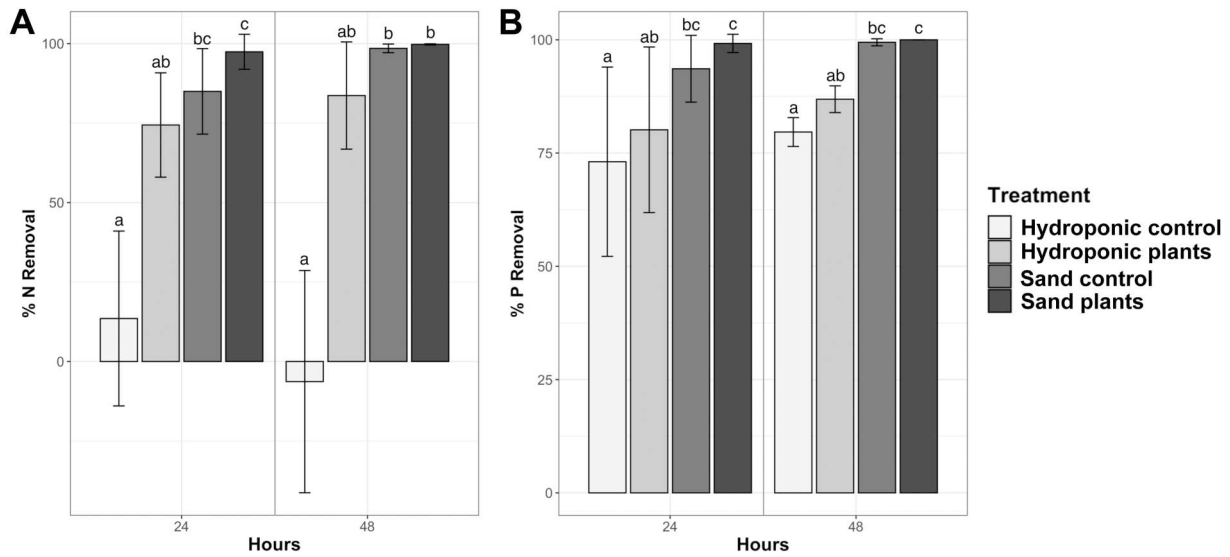 A
% N Removal
100
50
0
a
ab
bc
c
a
ab
b
b
24
48
Hours
B
% P Removal
100
75
50
25
0
a
ab
bc
c
a
ab
bc
c
24
48
Hours
Treatment
Hydroponic control
Hydroponic plants
Sand control
Sand plants